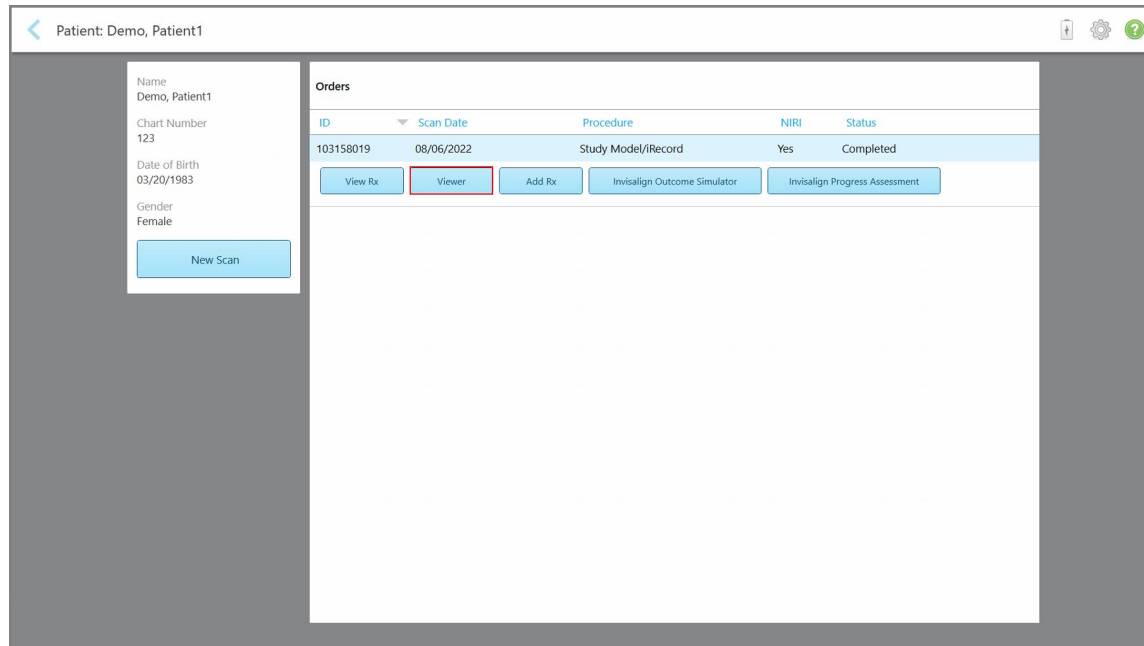 Patient: Demo, Patient1
Name
Demo, Patient1
Chart Number
123
Date of Birth
03/20/1983
Gender
Female
New Scan
Orders
ID Scan Date Procedure NIRI Status
103158019 08/06/2022 Study Model/iRecord Yes Completed
View Rx Viewer Add Rx Invisalign Outcome Simulator Invisalign Progress Assessment
?